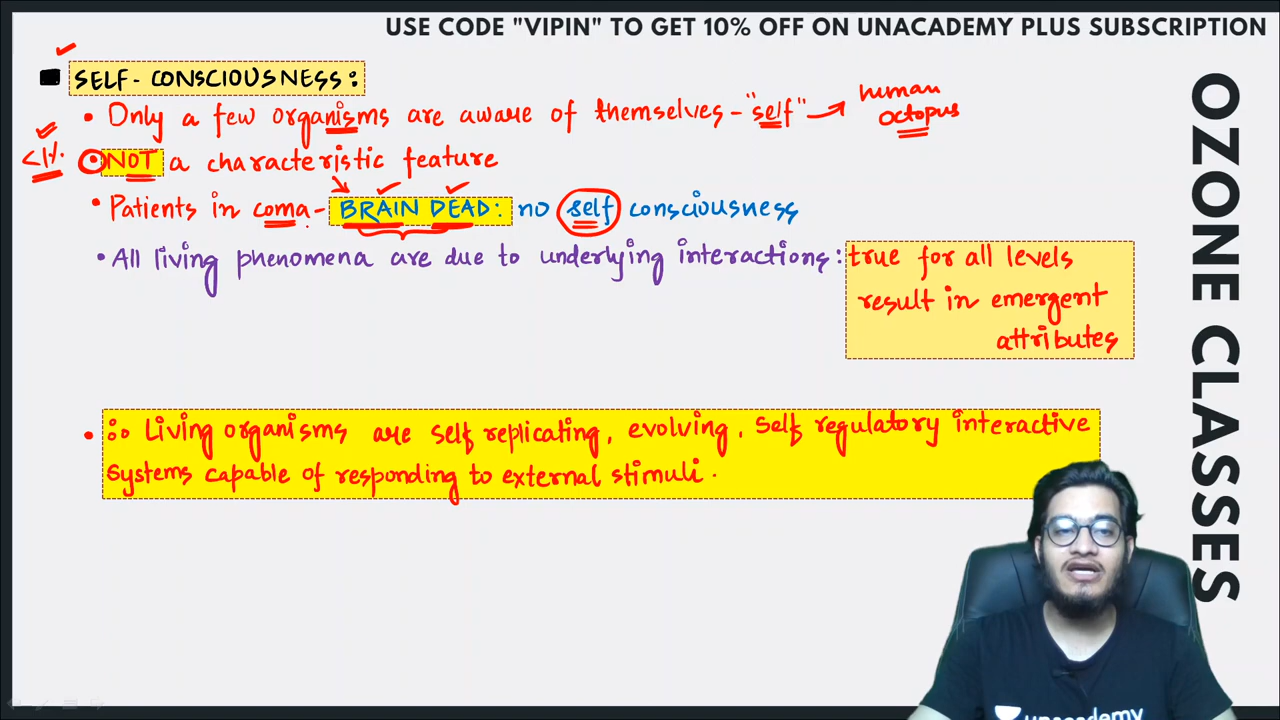 USE CODE "VIPIN" TO GET 10% OFF ON UNACADEMY PLUS SUBSCRIPTION
SELF-CONSCIOUSNESS:
• Only a few organisms are aware of themselves - "self" → human
octopus
<1% • NOT a characteristic feature
• Patients in coma - BRAIN DEAD: no self consciousness
• All living phenomena are due to underlying interactions: true for all levels
result in emergent
attributes
• ∴ Living organisms are self replicating, evolving, Self regulatory interactive
systems capable of responding to external stimuli.
OZONE CLASSES
unacademy